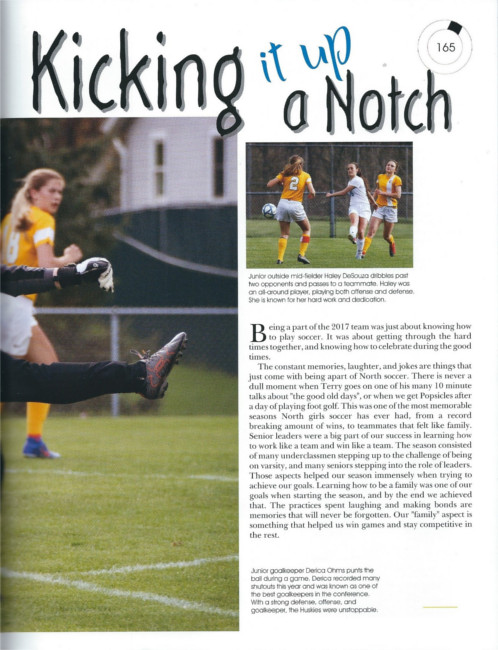 Kicking it up
a Notch
165
2
Junior outside mid-fielder Haley DeSouza dribbles past
two opponents and passes to a teammate. Haley was
an all-around player, playing both offense and defense.
She is known for her hard work and dedication.
Being a part of the 2017 team was just about knowing how
to play soccer. It was about getting through the hard
times together, and knowing how to celebrate during the good
times.
The constant memories, laughter, and jokes are things that
just come with being apart of North soccer. There is never a
dull moment when Terry goes on one of his many 10 minute
talks about "the good old days", or when we get Popsicles after
a day of playing foot golf. This was one of the most memorable
seasons North girls soccer has ever had, from a record
breaking amount of wins, to teammates that felt like family.
Senior leaders were a big part of our success in learning how
to work like a team and win like a team. The season consisted
of many underclassmen stepping up to the challenge of being
on varsity, and many seniors stepping into the role of leaders.
Those aspects helped our season immensely when trying to
achieve our goals. Learning how to be a family was one of our
goals when starting the season, and by the end we achieved
that. The practices spent laughing and making bonds are
memories that will never be forgotten. Our "family" aspect is
something that helped us win games and stay competitive in
the rest.
Junior goalkeeper Derica Ohms punts the
ball during a game. Derica recorded many
shutouts this year and was known as one of
the best goalkeepers in the conference.
With a strong defense, offense, and
goalkeeper, the Huskies were unstoppable.